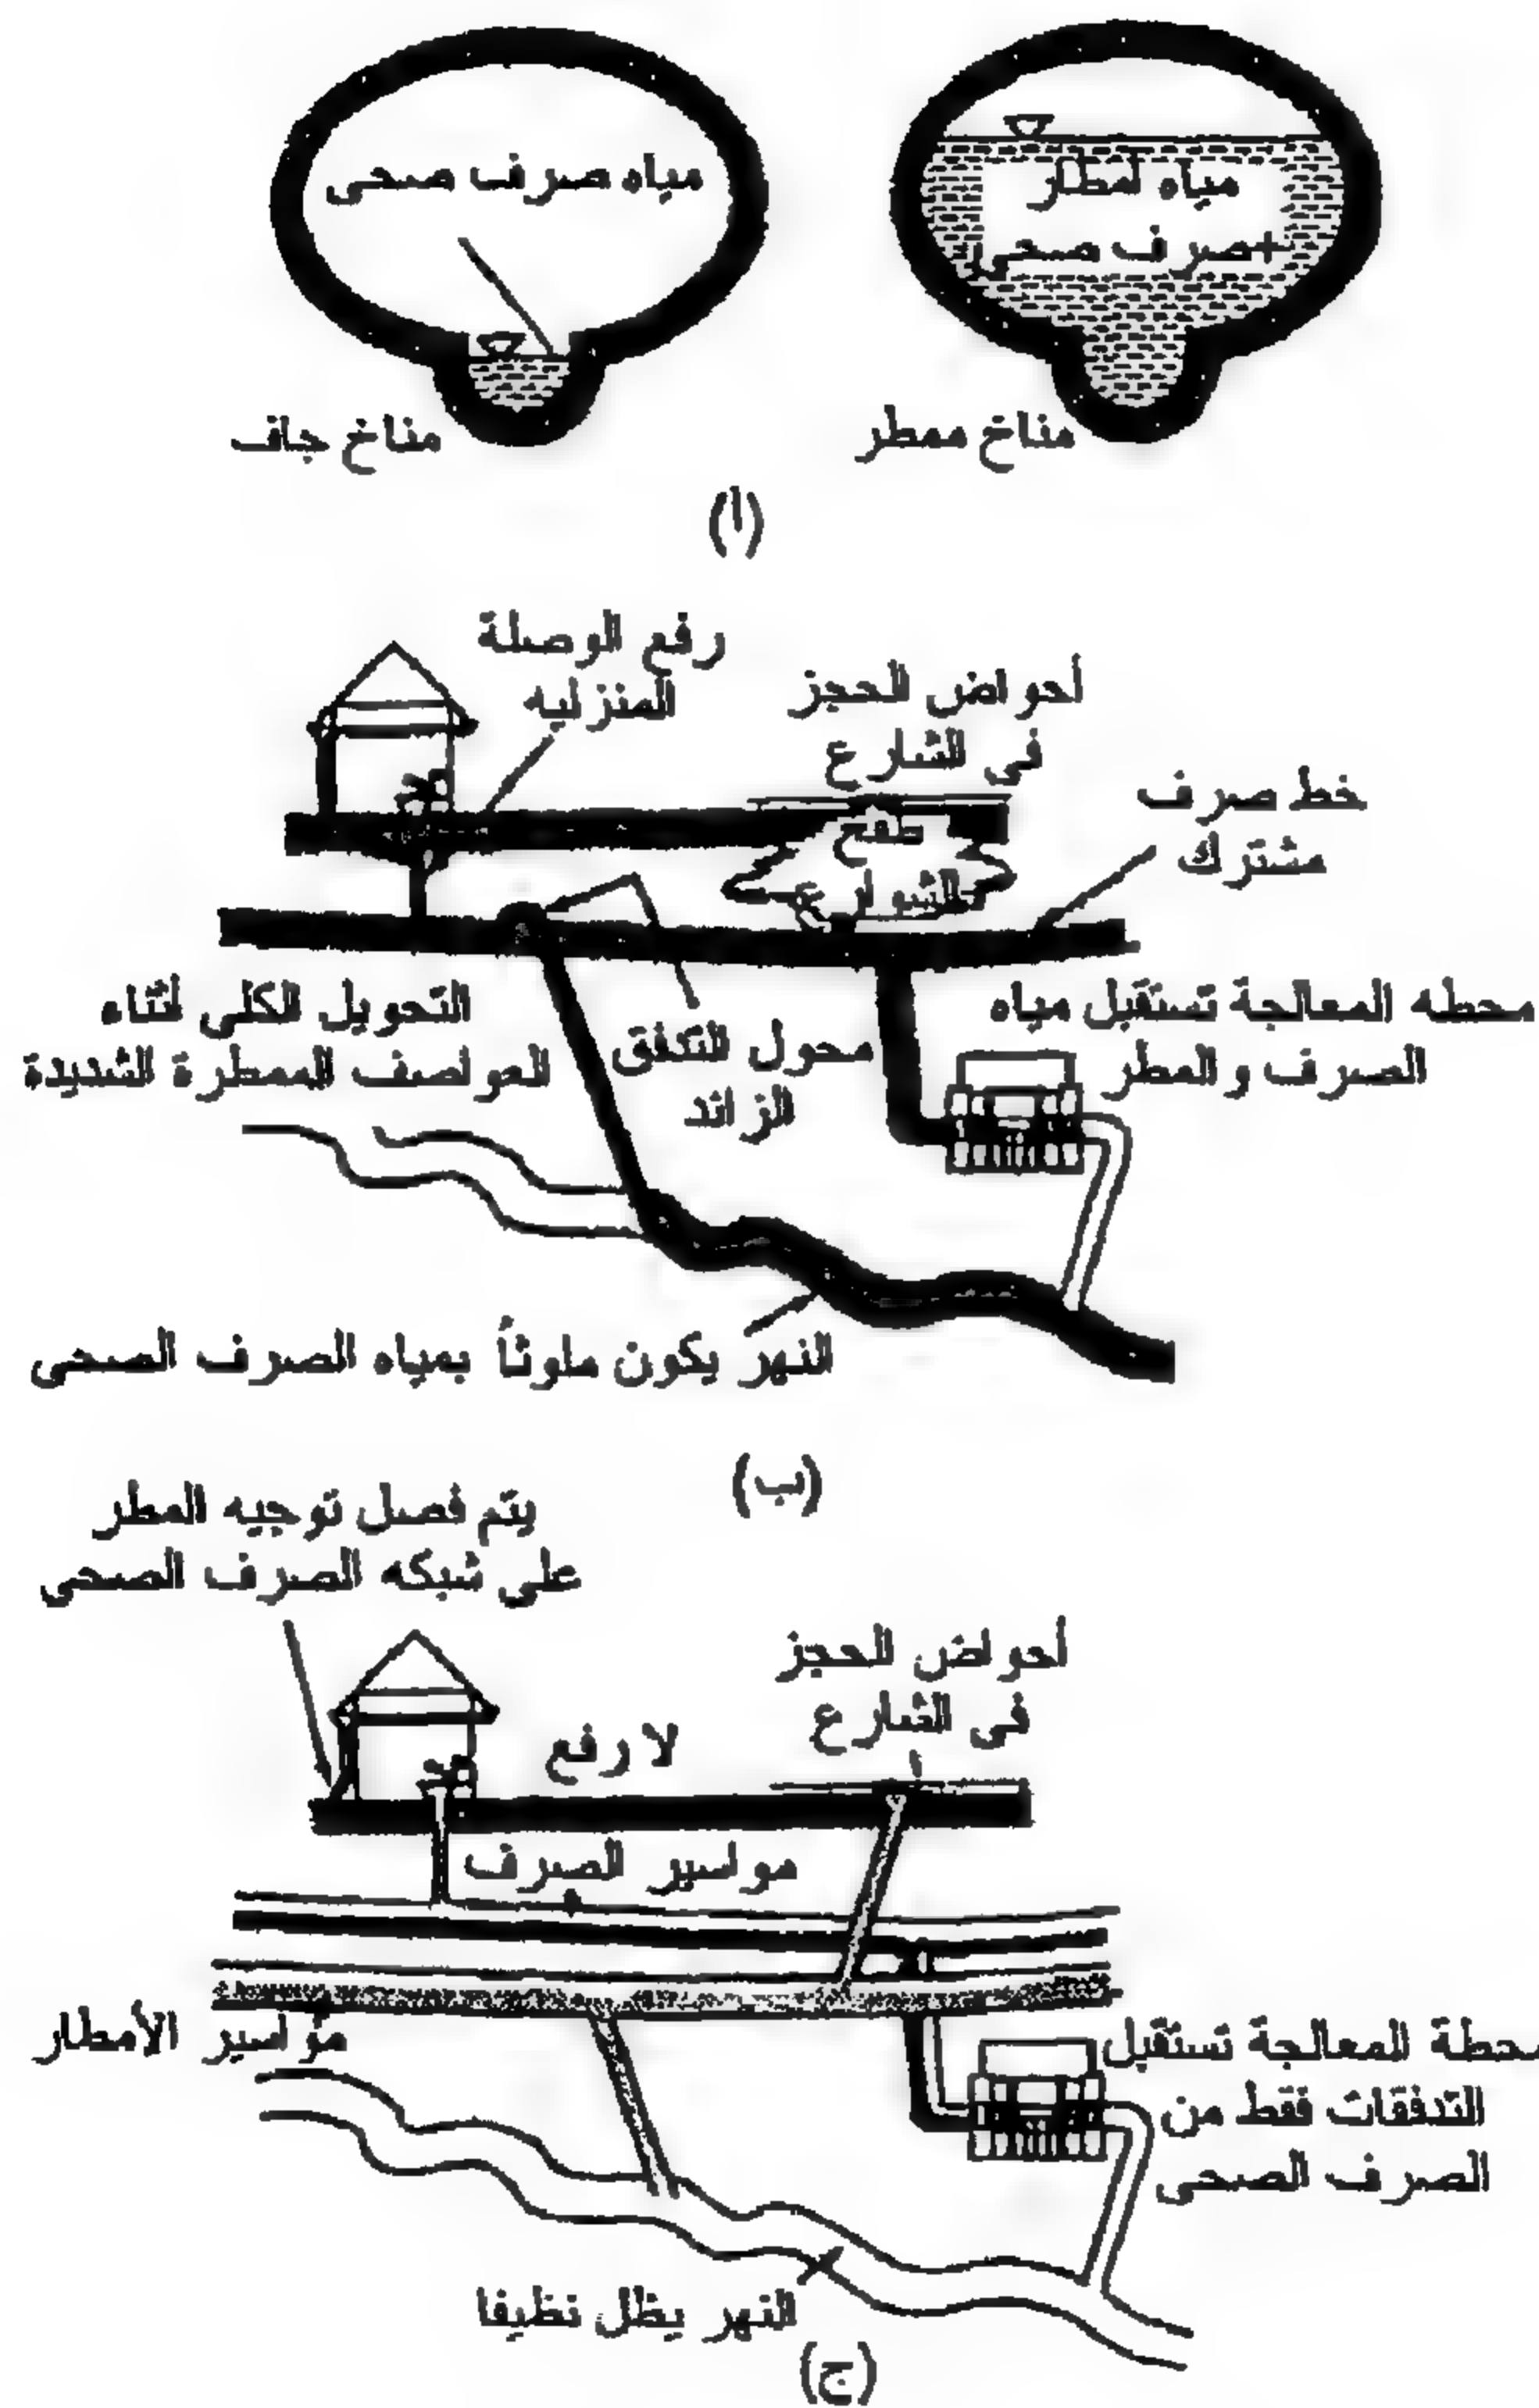 مياه صرف صحى
مياه أمطار
+صرف صحى
مناخ جاف
مناخ ممطر
(أ)
رفع الوصلة
المنزليه
أحواض الحجز
فى الشارع
خط صرف
مشترك
طفح
الشوارع
التحويل الكلى أثناء
العواصف الممطرة الشديدة
محول التدفق
الزائد
محطه المعالجة تستقبل مياه
الصرف والمطر
النهر يكون ملوثاً بمياه الصرف الصحى
(ب)
يتم فصل توجيه المطر
على شبكه الصرف الصحى
لا رفع
أحواض الحجز
فى الشارع
مواسير الصرف
مواسير الأمطار
محطة المعالجة تستقبل
التدفقات فقط من
الصرف الصحى
النهر يظل نظيفا
(ج)